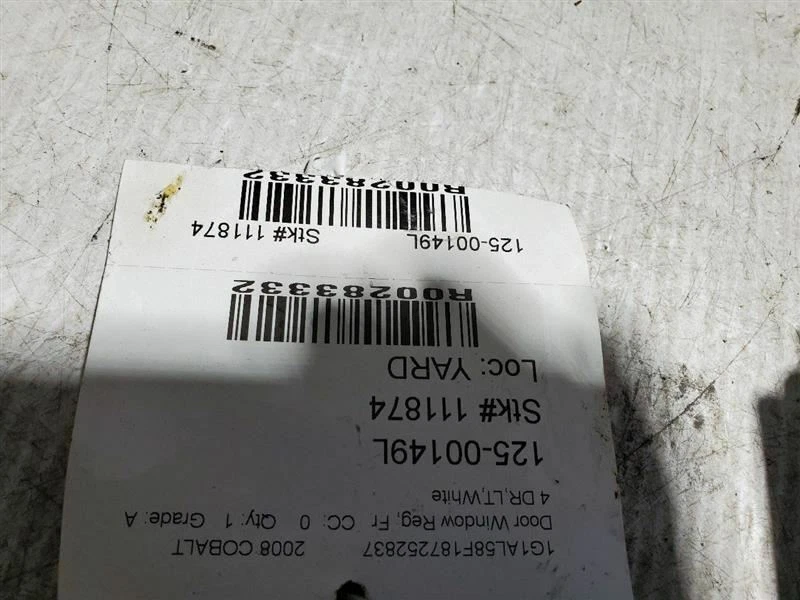 1G1AL58F187252837 2008 COBALT
Door Window Reg, Fr CC: 0 Qty: 1 Grade: A
4 DR,LT,White
125-00149L
Stk# 111874
Loc: YARD
R00283332
125-00149L Stk# 111874
R00283332